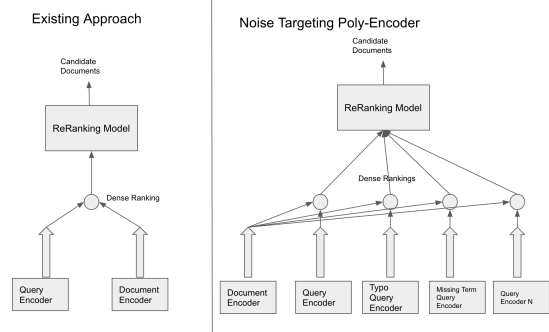 Existing Approach
Candidate
Documents
ReRanking Model
Dense Ranking
Query
Encoder
Document
Encoder
Noise Targeting Poly-Encoder
Candidate
Documents
ReRanking Model
Dense Rankings
Document
Encoder
Query
Encoder
Typo
Query
Encoder
Missing Term
Query
Encoder
Query
Encoder N